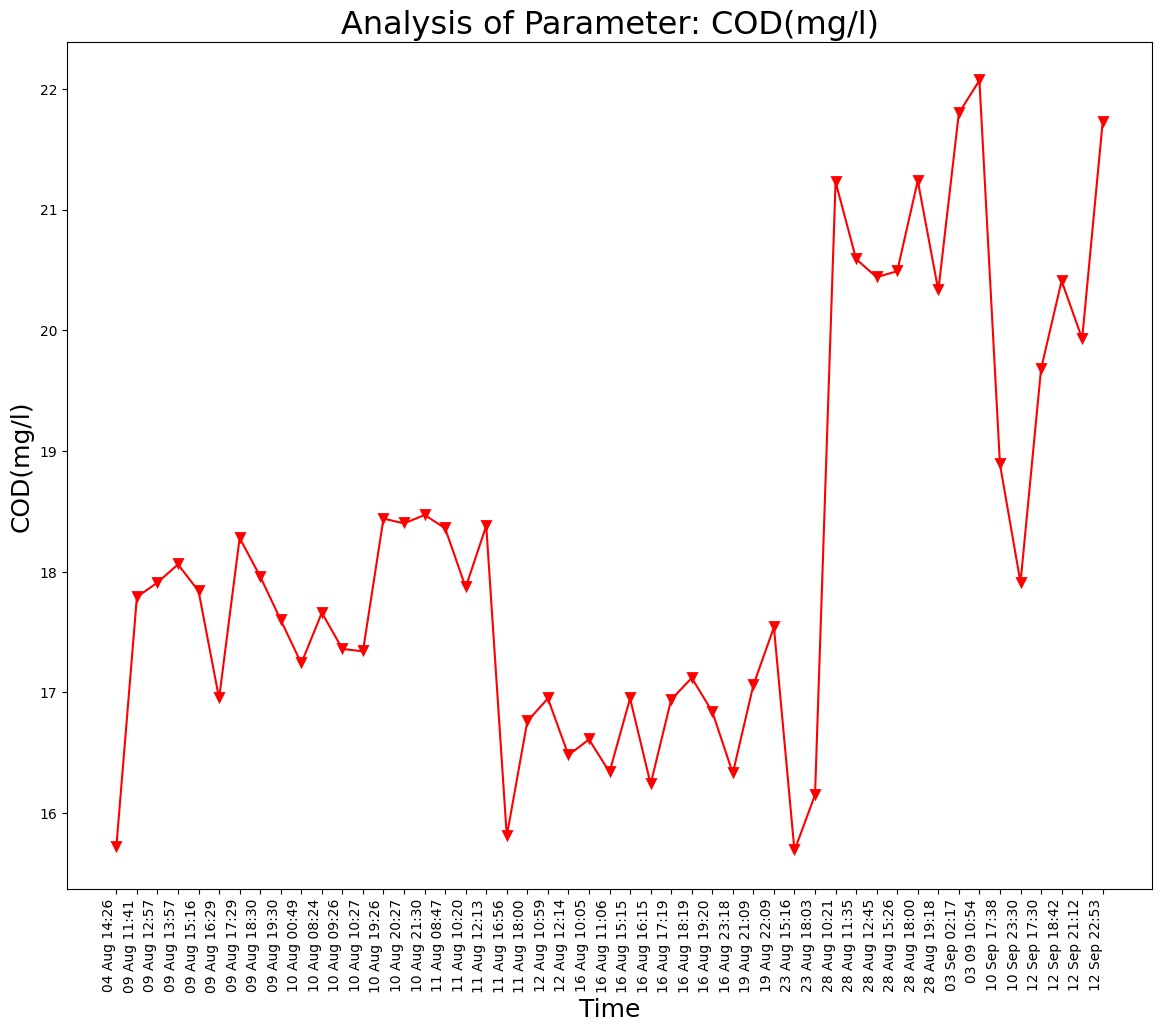 Analysis of Parameter: COD(mg/l)
COD(mg/l)
22
21
20
19
18
17
16
04 Aug 14:26
09 Aug 11:41
09 Aug 12:57
09 Aug 13:57
09 Aug 15:16
09 Aug 16:29
09 Aug 17:29
09 Aug 18:30
09 Aug 19:30
10 Aug 00:49
10 Aug 08:24
10 Aug 09:26
10 Aug 10:27
10 Aug 19:26
10 Aug 20:27
10 Aug 21:30
11 Aug 08:47
11 Aug 10:20
11 Aug 12:13
11 Aug 16:56
11 Aug 18:00
12 Aug 10:59
12 Aug 12:14
16 Aug 10:05
16 Aug 11:06
16 Aug 15:15
16 Aug 16:15
16 Aug 17:19
16 Aug 18:19
16 Aug 19:20
16 Aug 23:18
19 Aug 21:09
19 Aug 22:09
23 Aug 15:16
23 Aug 18:03
28 Aug 10:21
28 Aug 11:35
28 Aug 12:45
28 Aug 15:26
28 Aug 18:00
28 Aug 19:18
03 Sep 02:17
03 09 10:54
10 Sep 17:38
10 Sep 23:30
12 Sep 17:30
12 Sep 18:42
12 Sep 21:12
12 Sep 22:53
Time